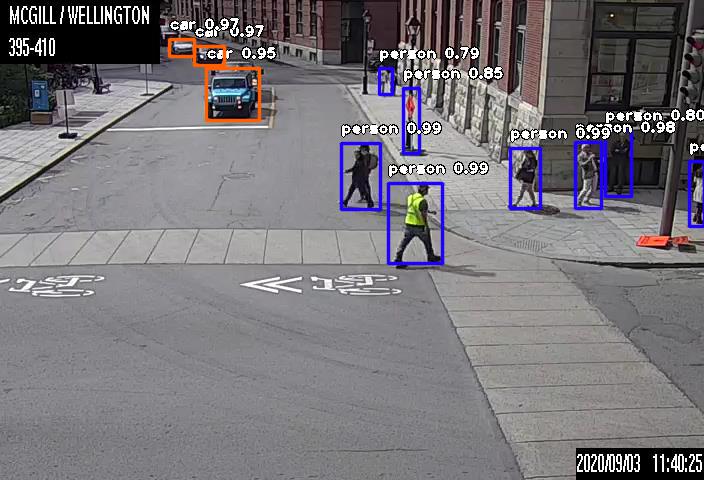 MCGILL / WELLINGTON
395-410
car 0.97
car 0.97
car 0.95
person 0.79
person 0.85
person 0.99
person 0.99
person 0.99
person 0.98
person 0.80
pe
2020/09/03 11:40:25